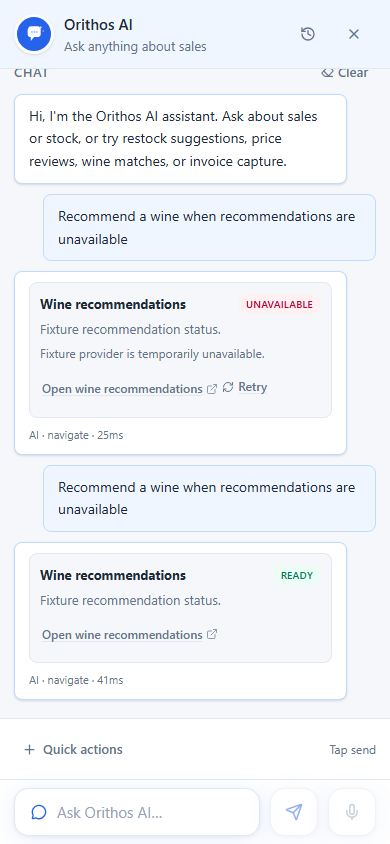 Orithos AI
Ask anything about sales
CHAT
Clear
Hi, I'm the Orithos AI assistant. Ask about sales
or stock, or try restock suggestions, price
reviews, wine matches, or invoice capture.
Recommend a wine when recommendations are
unavailable
Wine recommendations
UNAVAILABLE
Fixture recommendation status.
Fixture provider is temporarily unavailable.
Open wine recommendations
Retry
AI · navigate · 25ms
Recommend a wine when recommendations are
unavailable
Wine recommendations
READY
Fixture recommendation status.
Open wine recommendations
AI · navigate · 41ms
Quick actions
Tap send
Ask Orithos AI...